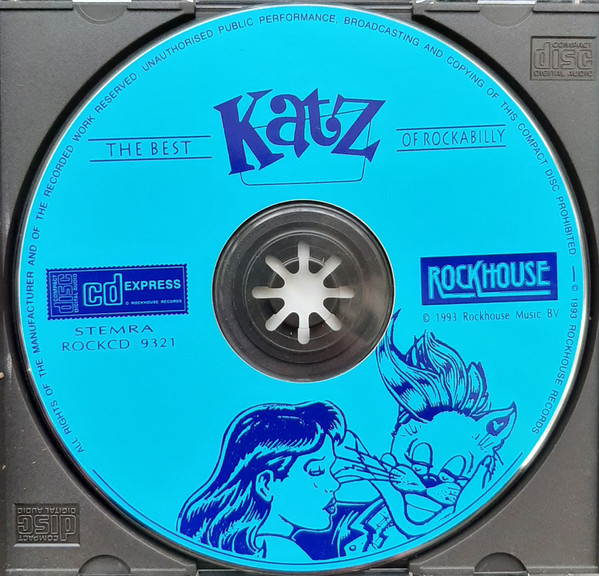 ALL RIGHTS OF THE MANUFACTURER AND OF THE RECORDED WORK RESERVED UNAUTHORISED PUBLIC PERFORMANCE, BROADCASTING AND COPYING OF THIS COMPACT DISC PROHIBITED — © 1993 ROCKHOUSE RECORDS
COMPACT
disc
DIGITAL AUDIO
THE BEST
Katz
OF ROCKABILLY
COMPACT
disc
DIGITAL AUDIO
cd EXPRESS
© ROCKHOUSE RECORDS
ROCKHOUSE
STEMRA
ROCKCD 9321
© 1993 Rockhouse Music BV
COMPACT
disc
DIGITAL AUDIO